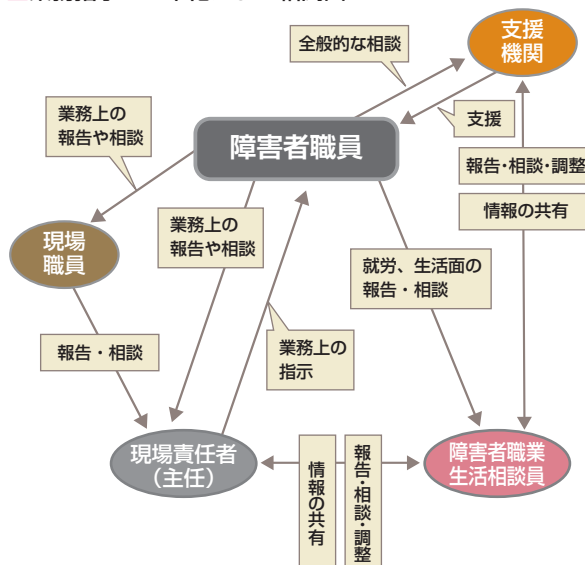 支援
機関
全般的な相談
支援
業務上の
報告や相談
障害者職員
報告・相談・調整
情報の共有
業務上の
報告や相談
現場
職員
就労、生活面の
報告・相談
報告・相談
業務上の
指示
現場責任者
（主任）
情報の共有
報告・相談・調整
障害者職業
生活相談員